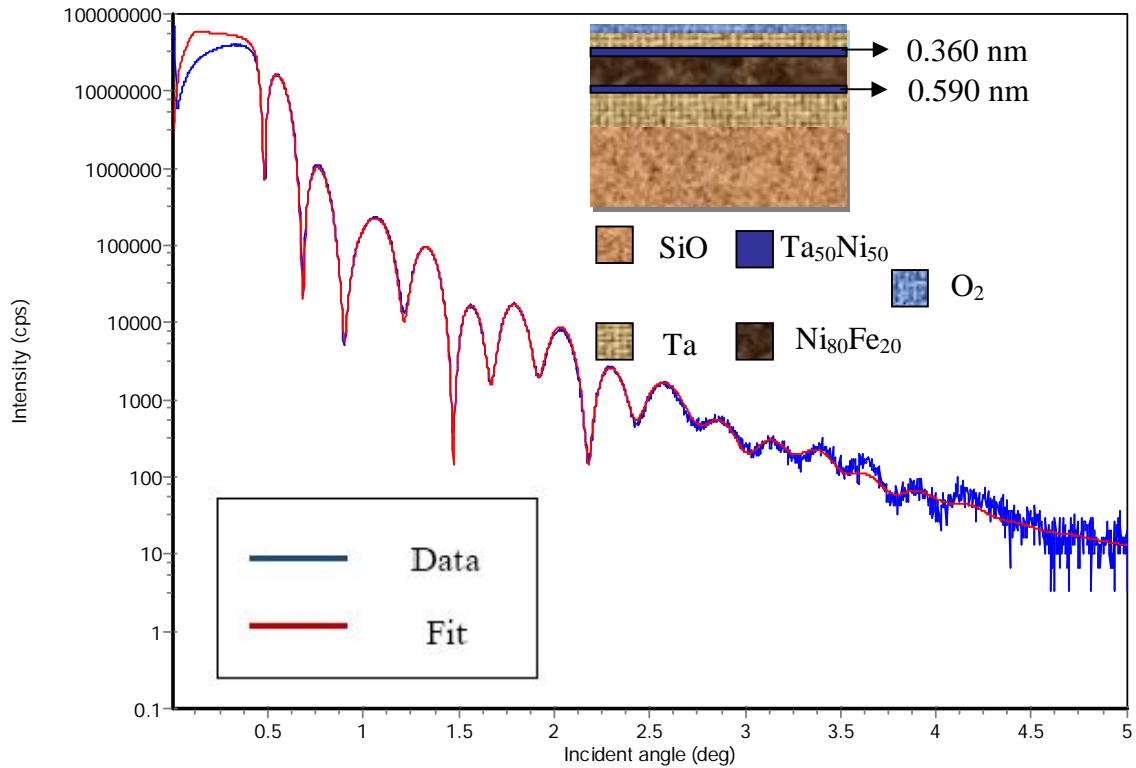 100000000
10000000
1000000
100000
10000
1000
100
10
1
0.1
Intensity (cps)
0.5
1
1.5
2
2.5
3
3.5
4
4.5
5
Incident angle (deg)
0.360 nm
0.590 nm
SiO
Ta₅₀Ni₅₀
O₂
Ta
Ni₈₀Fe₂₀
Data
Fit